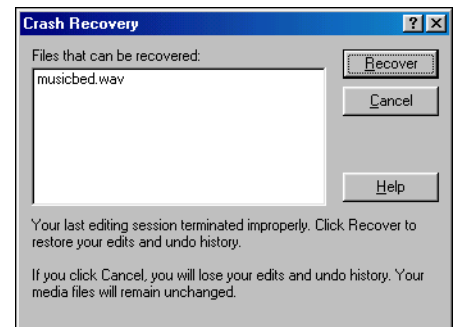 Crash Recovery
Files that can be recovered:
musicbed.wav
Recover
Cancel
Help
Your last editing session terminated improperly. Click Recover to
restore your edits and undo history.
If you click Cancel, you will lose your edits and undo history. Your
media files will remain unchanged.